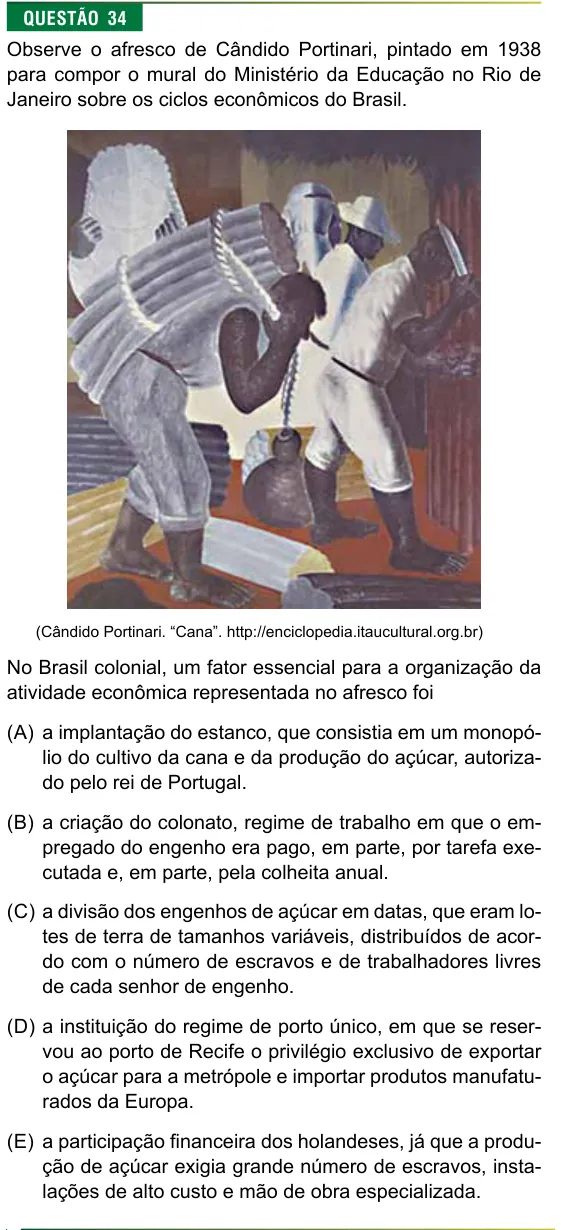 QUESTÃO 34
Observe o afresco de Cândido Portinari, pintado em 1938
para compor o mural do Ministério da Educação no Rio de
Janeiro sobre os ciclos econômicos do Brasil.
(Cândido Portinari. “Cana”. http://enciclopedia.itaucultural.org.br)
No Brasil colonial, um fator essencial para a organização da
atividade econômica representada no afresco foi
(A) a implantação do estanco, que consistia em um monopó-
lio do cultivo da cana e da produção do açúcar, autoriza-
do pelo rei de Portugal.
(B) a criação do colonato, regime de trabalho em que o em-
pregado do engenho era pago, em parte, por tarefa exe-
cutada e, em parte, pela colheita anual.
(C) a divisão dos engenhos de açúcar em datas, que eram lo-
tes de terra de tamanhos variáveis, distribuídos de acor-
do com o número de escravos e de trabalhadores livres
de cada senhor de engenho.
(D) a instituição do regime de porto único, em que se reser-
vou ao porto de Recife o privilégio exclusivo de exportar
o açúcar para a metrópole e importar produtos manufatu-
rados da Europa.
(E) a participação financeira dos holandeses, já que a produ-
ção de açúcar exigia grande número de escravos, insta-
lações de alto custo e mão de obra especializada.